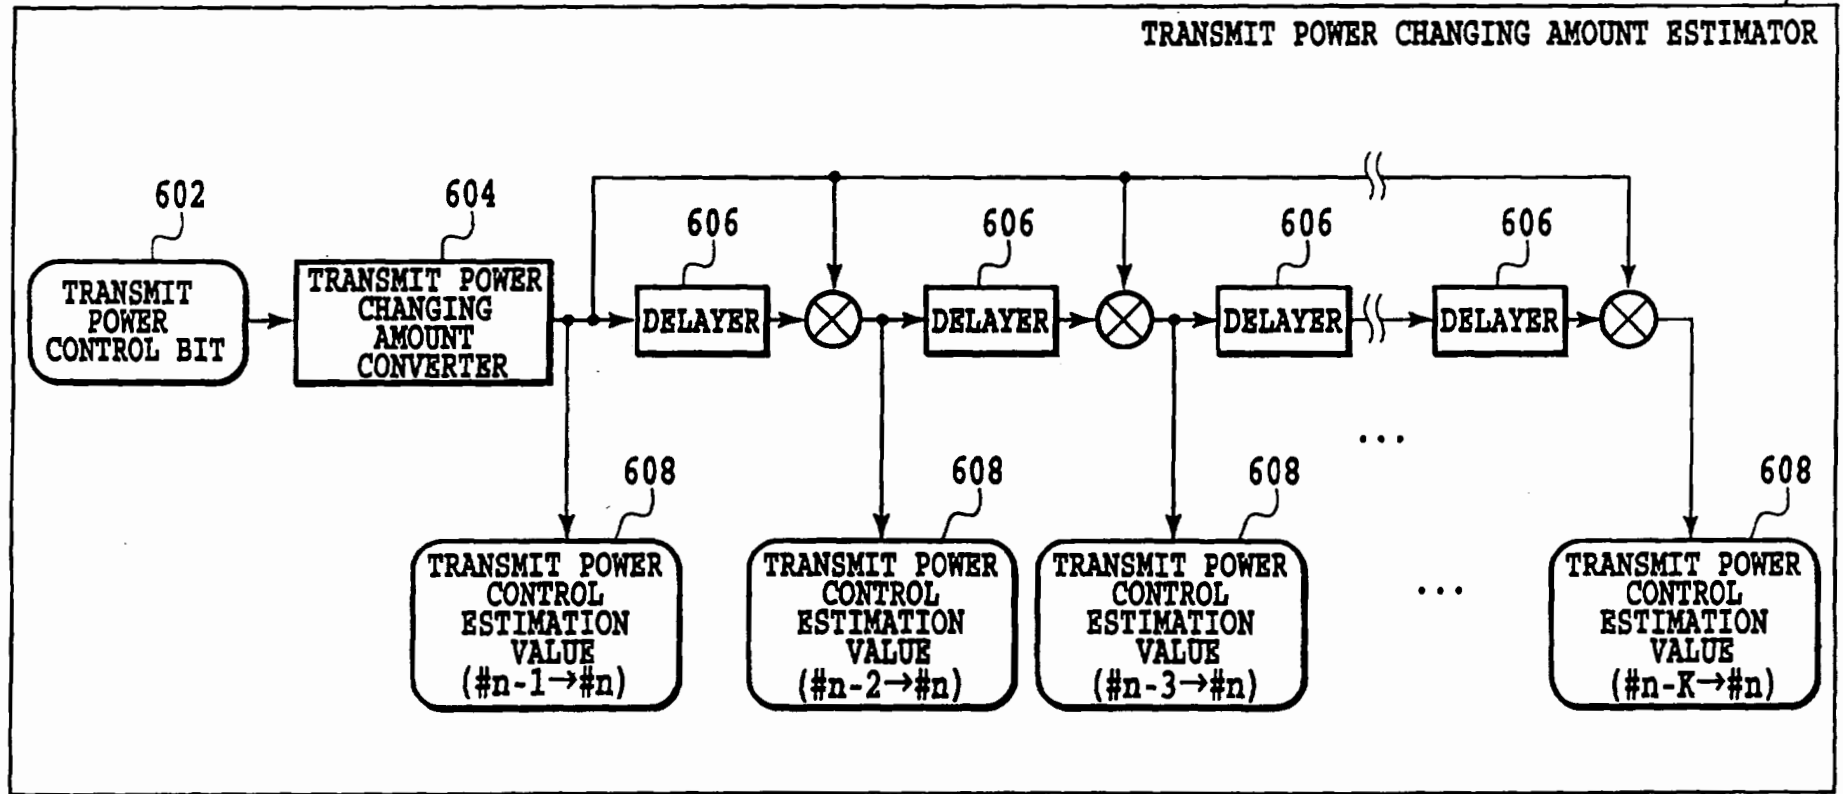 TRANSMIT POWER CHANGING AMOUNT ESTIMATOR
602
604
606
606
606
606
TRANSMIT
POWER
CONTROL BIT
TRANSMIT POWER
CHANGING
AMOUNT
CONVERTER
DELAYER
DELAYER
DELAYER
DELAYER
...
608
608
608
608
TRANSMIT POWER
CONTROL
ESTIMATION
VALUE
(#n-1→#n)
TRANSMIT POWER
CONTROL
ESTIMATION
VALUE
(#n-2→#n)
TRANSMIT POWER
CONTROL
ESTIMATION
VALUE
(#n-3→#n)
...
TRANSMIT POWER
CONTROL
ESTIMATION
VALUE
(#n-K→#n)